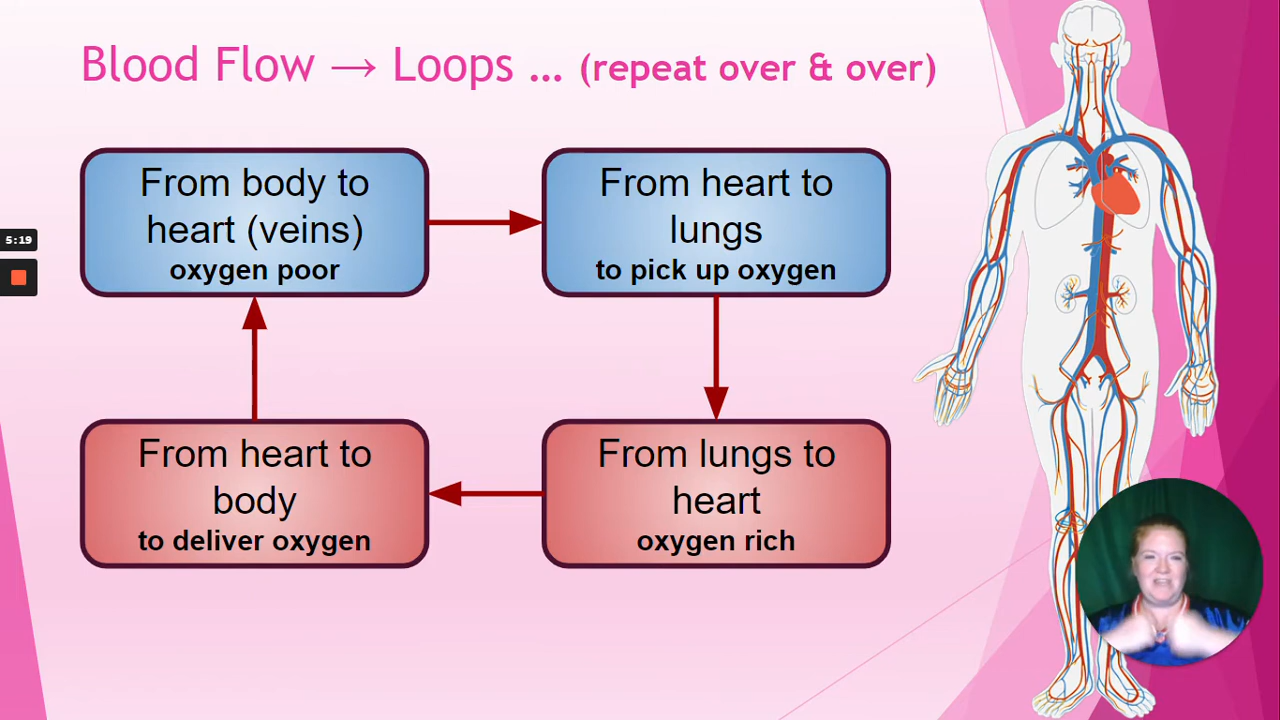 Blood Flow → Loops ... (repeat over & over)
From body to
heart (veins)
oxygen poor
From heart to
lungs
to pick up oxygen
5:19
From heart to
body
to deliver oxygen
From lungs to
heart
oxygen rich